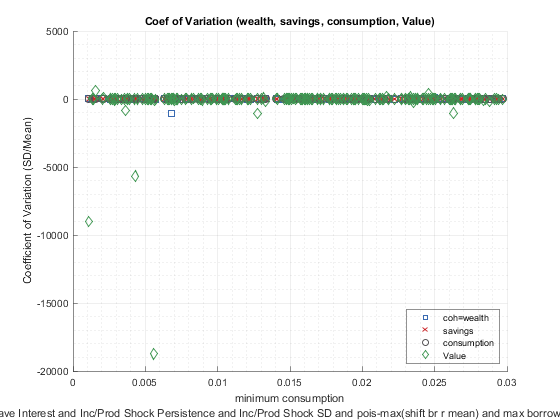 Coef of Variation (wealth, savings, consumption, Value)
5000
0
-5000
-10000
-15000
-20000
Coefficient of Variation (SD/Mean)
coh=wealth
savings
consumption
Value
0 0.005 0.01 0.015 0.02 0.025 0.03
minimum consumption
ave Interest and Inc/Prod Shock Persistence and Inc/Prod Shock SD and pois-max(shift br r mean) and max borrow